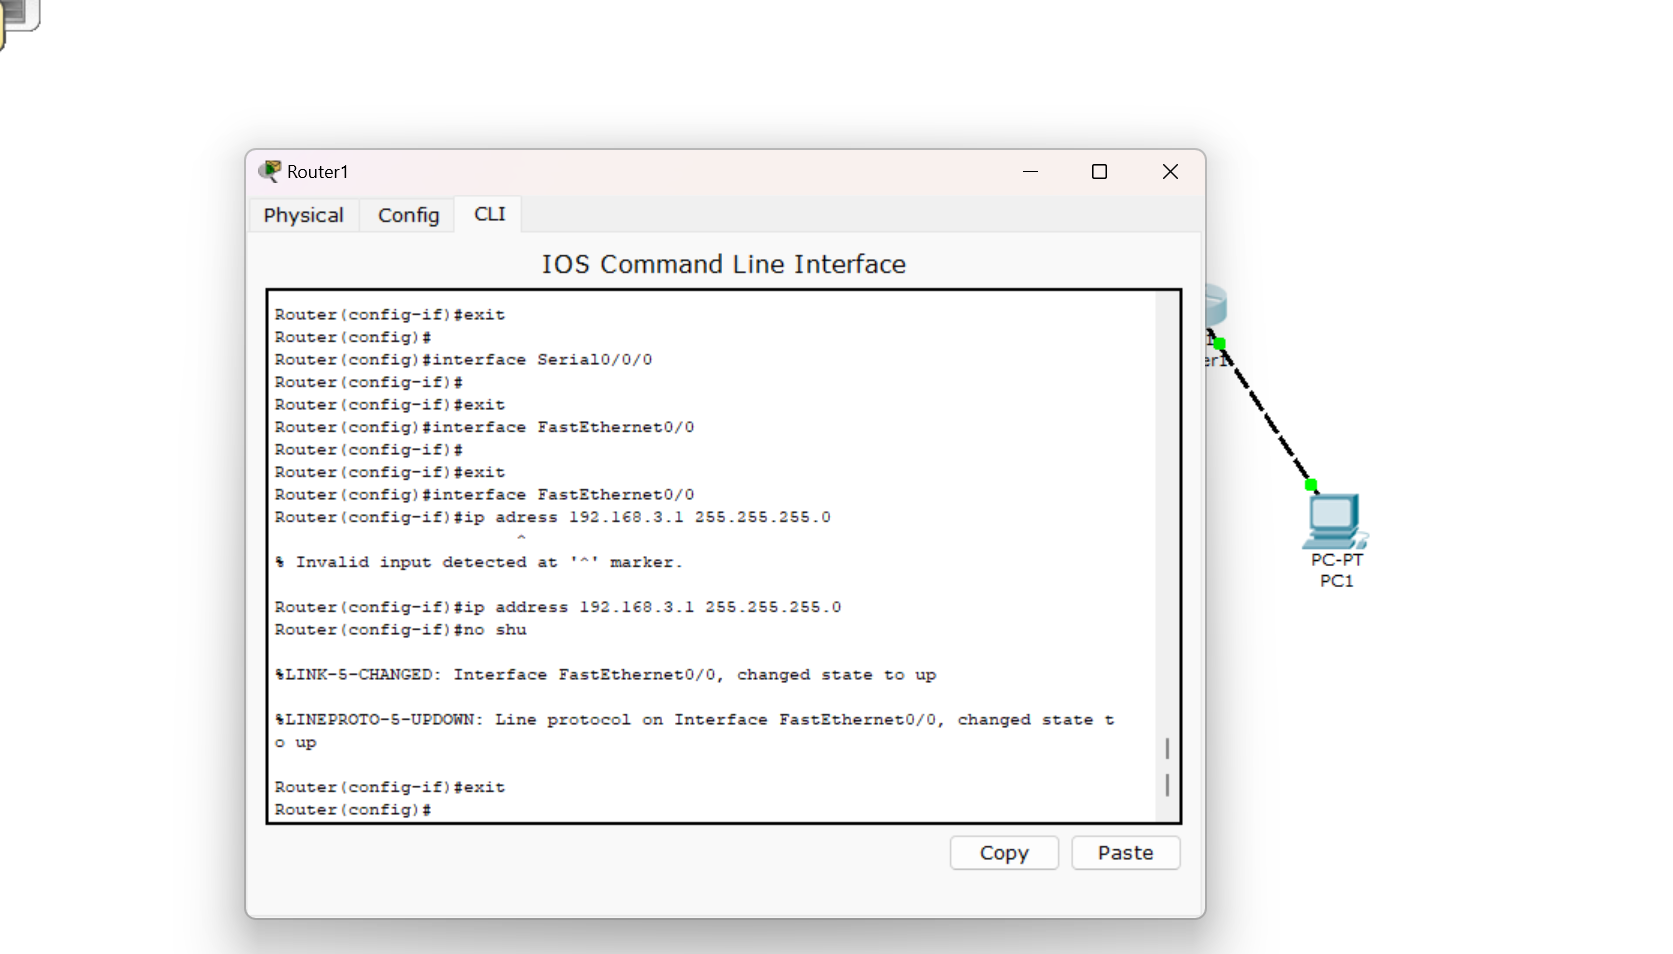 Router1
Physical
Config
CLI
IOS Command Line Interface
Router(config-if)#exit
Router(config)#
Router(config)#interface Serial0/0/0
Router(config-if)#
Router(config-if)#exit
Router(config)#interface FastEthernet0/0
Router(config-if)#
Router(config-if)#exit
Router(config)#interface FastEthernet0/0
Router(config-if)#ip adress 192.168.3.1 255.255.255.0
^
% Invalid input detected at '^' marker.
Router(config-if)#ip address 192.168.3.1 255.255.255.0
Router(config-if)#no shu
%LINK-5-CHANGED: Interface FastEthernet0/0, changed state to up
%LINEPROTO-5-UPDOWN: Line protocol on Interface FastEthernet0/0, changed state t
o up
Router(config-if)#exit
Router(config)#
Copy
Paste
er1
PC-PT
PC1